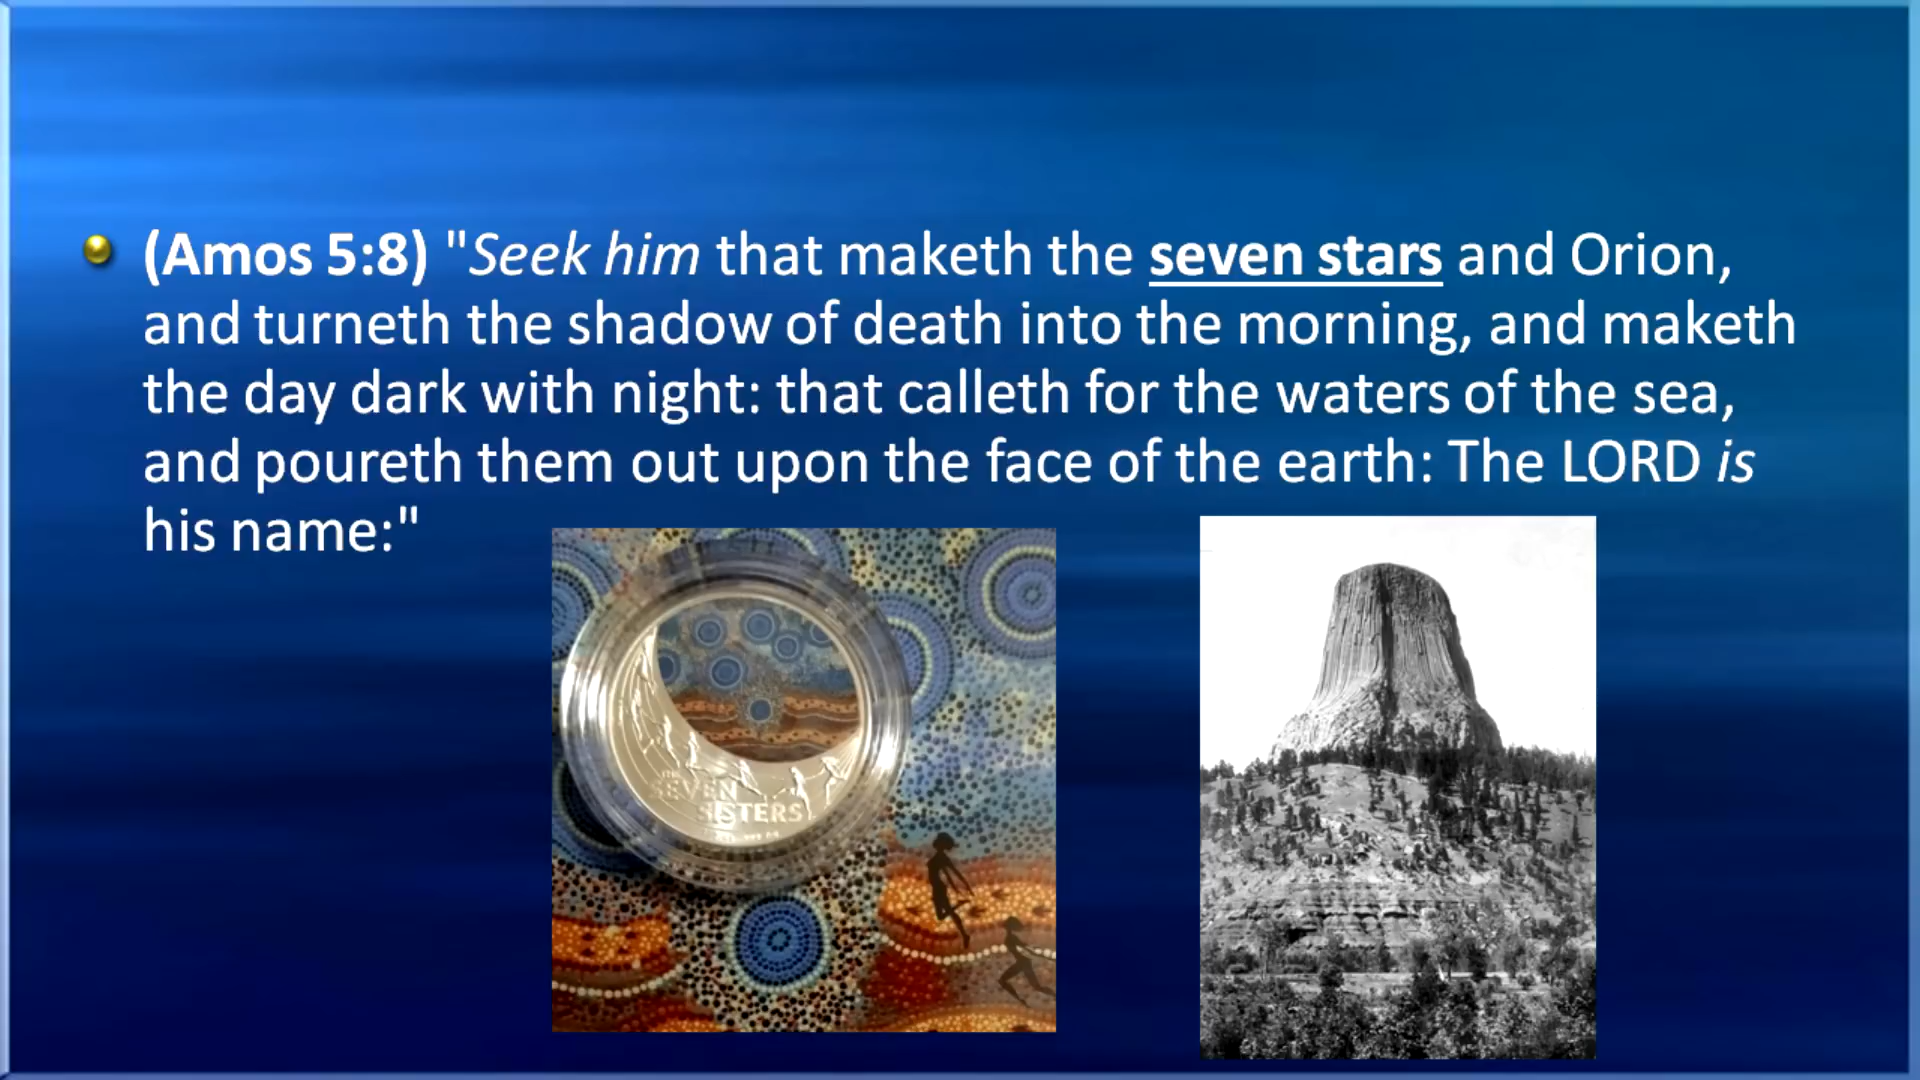 (Amos 5:8) "Seek him that maketh the seven stars and Orion,
and turneth the shadow of death into the morning, and maketh
the day dark with night: that calleth for the waters of the sea,
and poureth them out upon the face of the earth: The LORD is
his name:"
THE
SEVEN
SISTERS